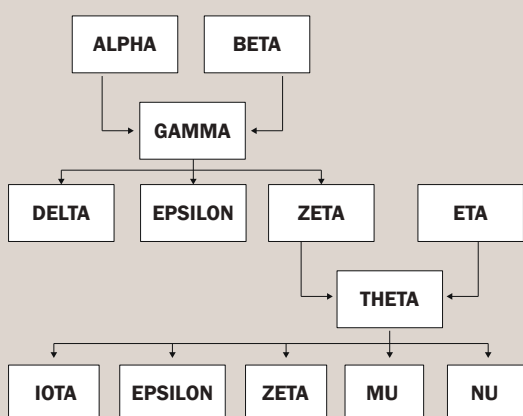 ALPHA BETA
GAMMA
DELTA EPSILON ZETA ETA
THETA
IOTA EPSILON ZETA MU NU